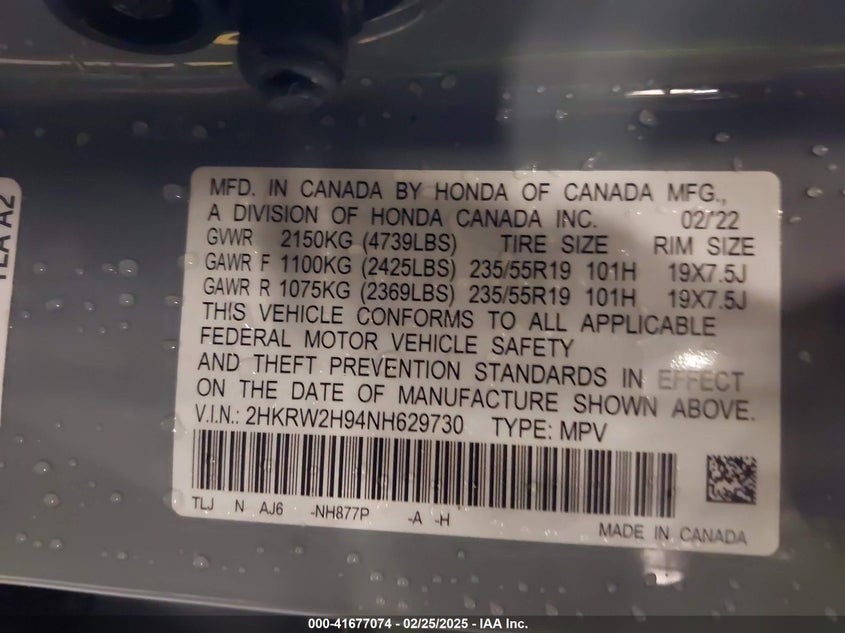 TLA A2
MFD. IN CANADA BY HONDA OF CANADA MFG.,
A DIVISION OF HONDA CANADA INC. 02/22
GVWR 2150KG (4739LBS) TIRE SIZE RIM SIZE
GAWR F 1100KG (2425LBS) 235/55R19 101H 19X7.5J
GAWR R 1075KG (2369LBS) 235/55R19 101H 19X7.5J
THIS VEHICLE CONFORMS TO ALL APPLICABLE
FEDERAL MOTOR VEHICLE SAFETY
AND THEFT PREVENTION STANDARDS IN EFFECT
ON THE DATE OF MANUFACTURE SHOWN ABOVE.
V.I.N.: 2HKRW2H94NH629730 TYPE: MPV
TLJ N AJ6 -NH877P -A -H
MADE IN CANADA
000-41677074 - 02/25/2025 - IAA Inc.